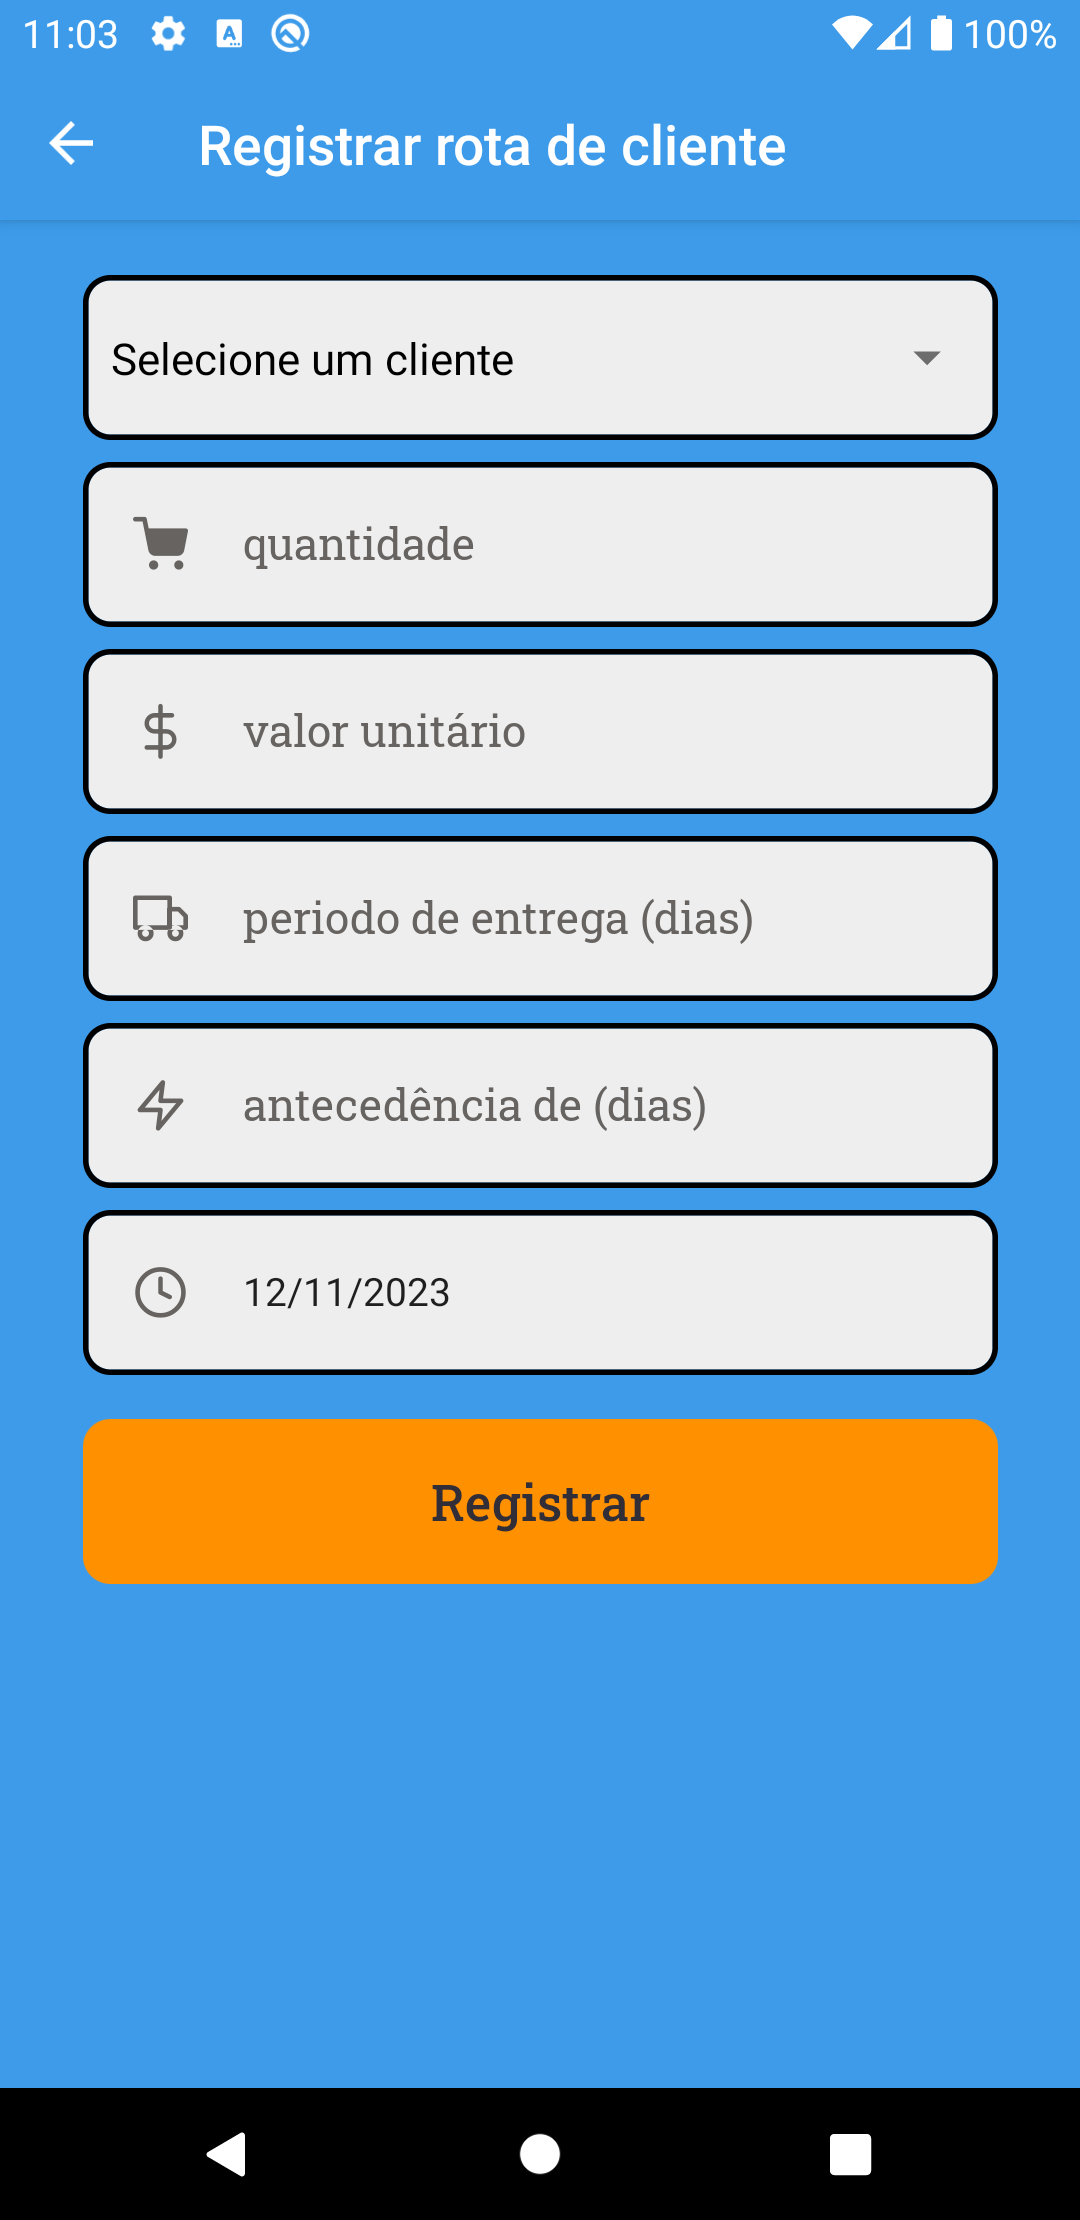 11:03 100%
Registrar rota de cliente
Selecione um cliente
quantidade
valor unitário
periodo de entrega (dias)
antecedência de (dias)
12/11/2023
Registrar